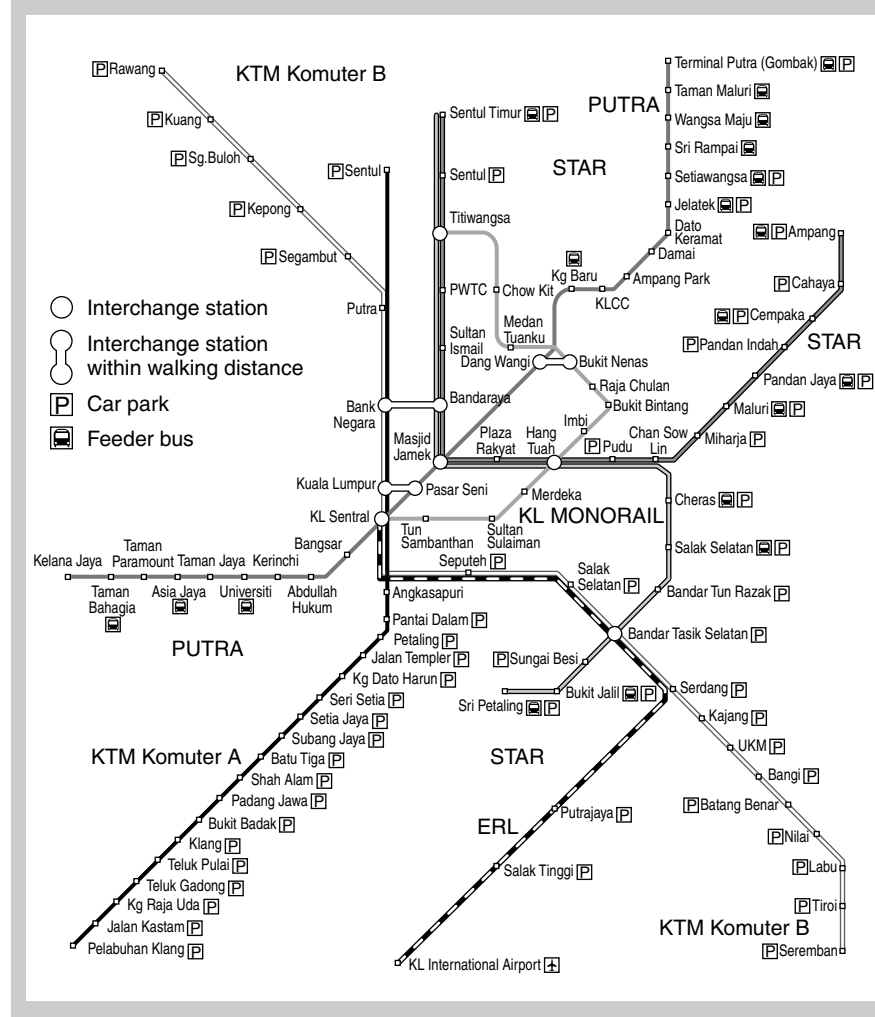 Rawang
KTM Komuter B
Kuang
Sg.Buloh
Kepong
Segambut
Putra
Sentul
Sentul Timur
Sentul
Titiwangsa
PWTC
Sultan
Ismail
Bandaraya
Bank
Negara
Masjid
Jamek
STAR
PUTRA
Terminal Putra (Gombak)
Taman Maluri
Wangsa Maju
Sri Rampai
Setiawangsa
Jelatek
Dato
Keramat
Damai
Ampang Park
KLCC
Kg Baru
Chow Kit
Medan
Tuanku
Dang Wangi
Bukit Nenas
Raja Chulan
Bukit Bintang
Imbi
Hang
Tuah
Plaza
Rakyat
Pudu
Chan Sow
Lin
Ampang
Cahaya
Cempaka
Pandan Indah
STAR
Pandan Jaya
Maluri
Miharja
Interchange station
Interchange station
within walking distance
P
Car park
Feeder bus
Kuala Lumpur
Pasar Seni
KL Sentral
Merdeka
KL MONORAIL
Tun
Sambanthan
Sultan
Sulaiman
Cheras
Salak Selatan
Bandar Tun Razak
Bandar Tasik Selatan
Bangsar
Kelana Jaya
Taman
Paramount
Taman Jaya
Kerinchi
Taman
Bahagia
Asia Jaya
Universiti
Abdullah
Hukum
PUTRA
Seputeh
Salak
Selatan
Angkasapuri
Pantai Dalam
Petaling
Jalan Templer
Kg Dato Harun
Seri Setia
Setia Jaya
Subang Jaya
Batu Tiga
Shah Alam
Padang Jawa
Bukit Badak
Klang
Teluk Pulai
Teluk Gadong
Kg Raja Uda
Jalan Kastam
Pelabuhan Klang
KTM Komuter A
Sungai Besi
Bukit Jalil
Sri Petaling
STAR
ERL
Putrajaya
Salak Tinggi
KL International Airport
Serdang
Kajang
UKM
Bangi
Batang Benar
Nilai
Labu
Tiroi
Seremban
KTM Komuter B